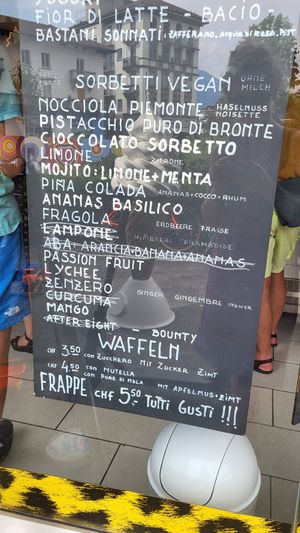 YOGURT
FIOR DI LATTE - BACIO -
BASTANI, SONNATI: ZAFFERANO, ACQUA DI ROSA, PIST
SORBETTI VEGAN OHNE MILCH
NOCCIOLA PIEMONTE HASELNUSS NOISETTE
PISTACCHIO PURO DI BRONTE
CIOCCOLATO SORBETTO
LIMONE ZITRONE
MOJITO: LIMONE+MENTA
PIÑA COLADA ANANAS+COCCO+RHUM
ANANAS BASILICO
FRAGOLA ERDBEERE FRAISE
LAMPONE HIMBEERE FRAMBOISE
ABA: ARANCIA+BANANA+ANANAS
PASSION FRUIT
LYCHEE
ZENZERO GINGER GINGEMBRE INGWER
CURCUMA
MANGO
AFTER EIGHT - BOUNTY
WAFFELN
CHF 3.50 CON ZUCCHERO MIT ZUCKER ZIMT
CHF 4.50 CON NUTELLA
CON PURE DI MELA MIT APFELMUS+ZIMT
FRAPPE CHF 5.50 TUTTI GUSTI !!!